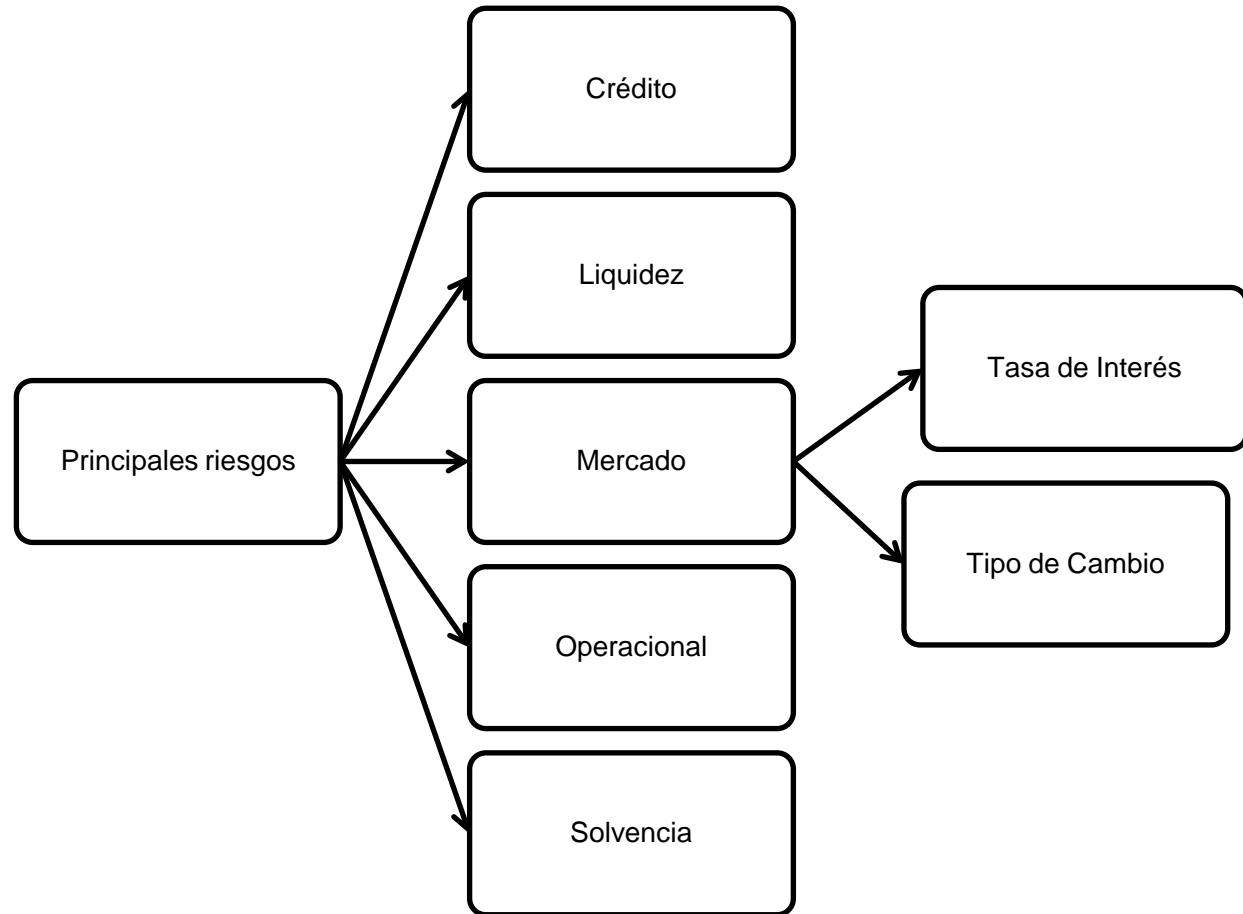 Principales riesgos
Crédito
Liquidez
Mercado
Operacional
Solvencia
Tasa de Interés
Tipo de Cambio